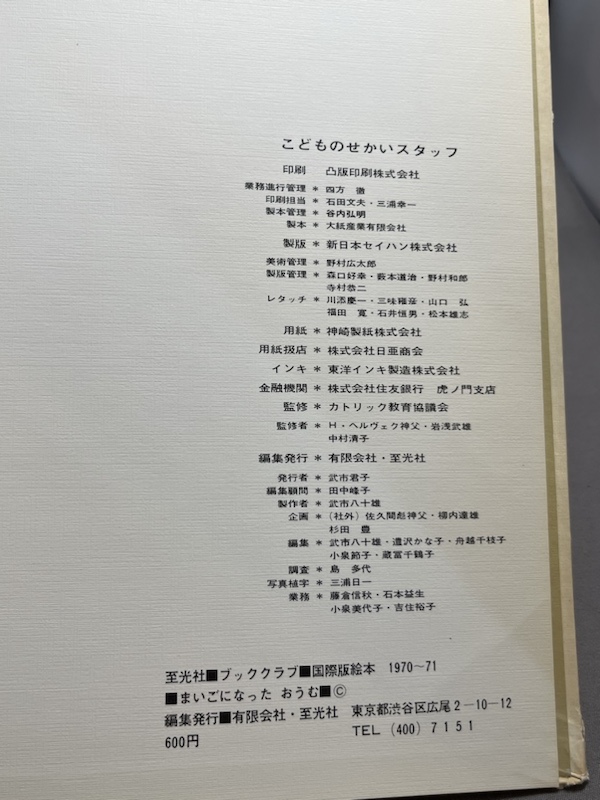 こどものせかいスタッフ
印刷 凸版印刷株式会社
業務進行管理＊四方 徹
印刷担当＊石田文夫・三浦幸一
製本管理＊谷内弘明
製本＊大紙産業有限会社
製版＊新日本セイハン株式会社
美術管理＊野村広太郎
製版管理＊森口好幸・藪本道治・野村和郎
寺村恭二
レタッチ＊川添慶一・三味 ・山口 弘
福田 寛・石井恒男・松本雄志
用紙＊神崎製紙株式会社
用紙扱店＊株式会社日亜商会
インキ＊東洋インキ製造株式会社
金融機関＊株式会社住友銀行 虎ノ門支店
監修＊カトリック教育協議会
監修者＊H・ヘルヴェク神父・岩浅武雄
中村清子
編集発行＊有限会社・至光社
発行者＊武市君子
編集顧問＊田中峰子
製作者＊武市八十雄
企画＊(社外)佐久間彪神父・柳内達雄
杉田 豊
編集＊武市八十雄・遣沢かな子・舟越千枝子
小泉節子・蔵冨千鶴子
調査＊島 多代
写真植字＊三浦日一
業務＊藤倉信秋・石本益生
小泉美代子・吉住裕子
至光社■ブッククラブ■国際版絵本 1970〜71
■まいごになった おうむ■©
編集発行■有限会社・至光社 東京都渋谷区広尾2-10-12
600円 TEL (400) 7151